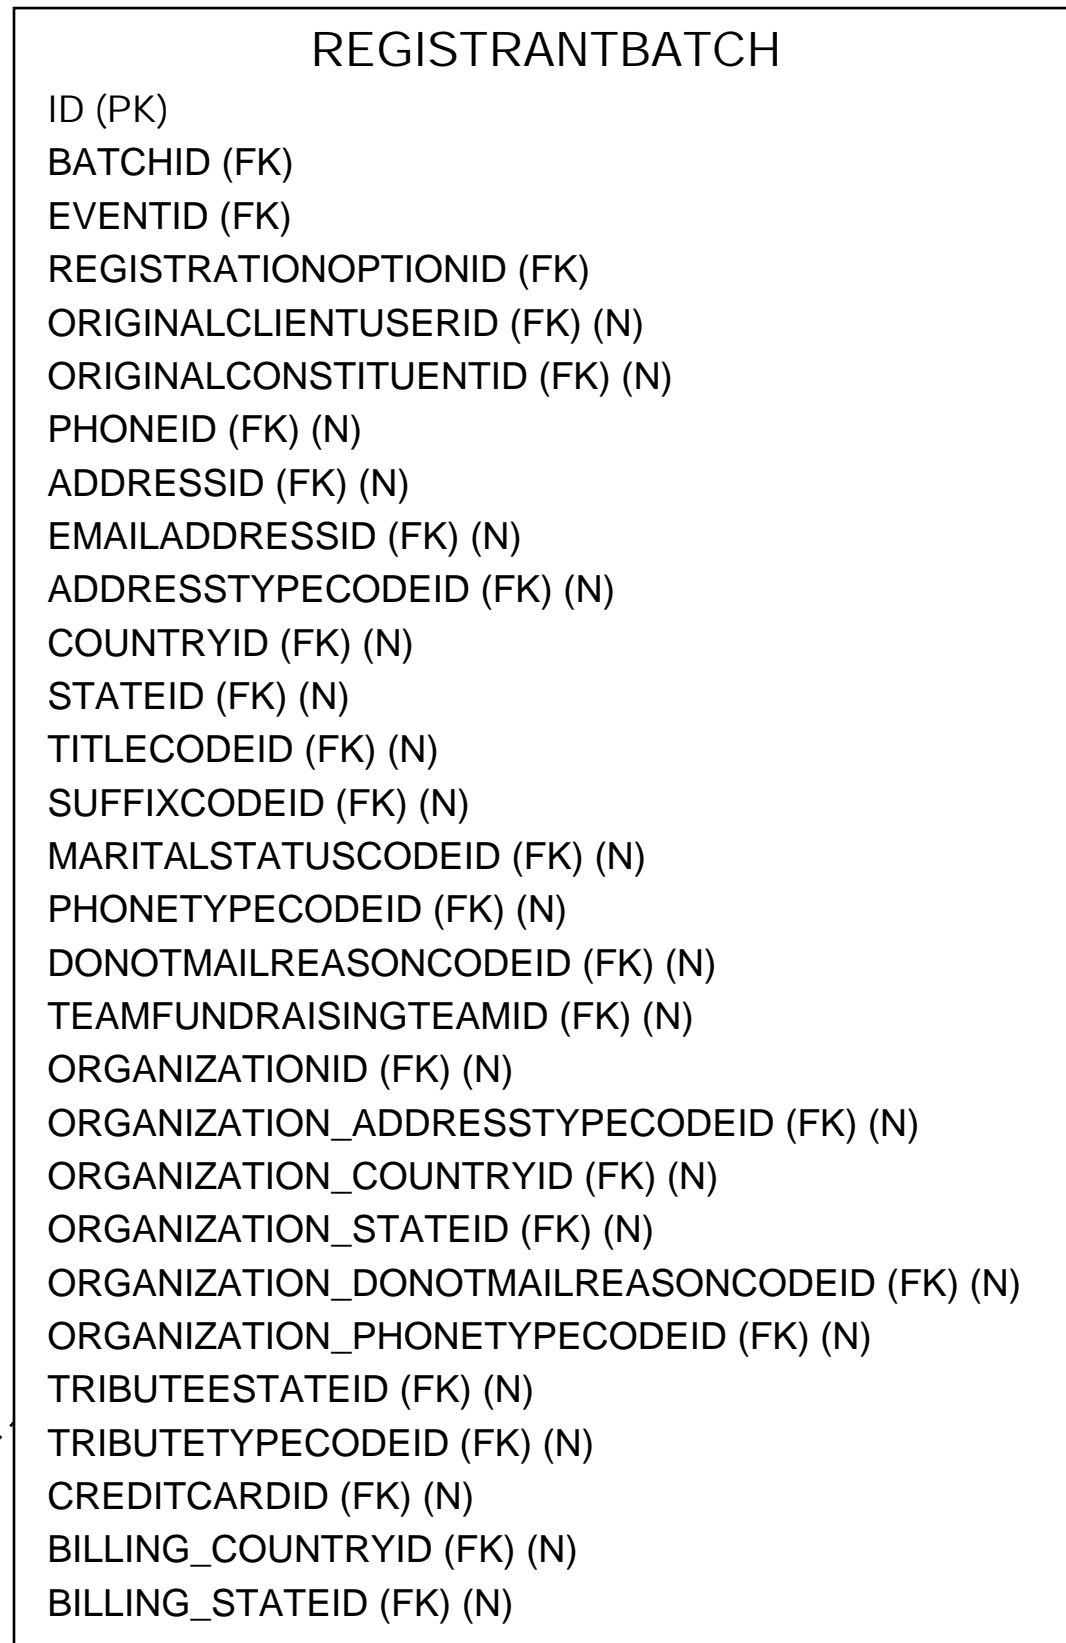 REGISTRANTBATCH
ID (PK)
BATCHID (FK)
EVENTID (FK)
REGISTRATIONOPTIONID (FK)
ORIGINALCLIENTUSERID (FK) (N)
ORIGINALCONSTITUENTID (FK) (N)
PHONEID (FK) (N)
ADDRESSID (FK) (N)
EMAILADDRESSID (FK) (N)
ADDRESSTYPECODEID (FK) (N)
COUNTRYID (FK) (N)
STATEID (FK) (N)
TITLECODEID (FK) (N)
SUFFIXCODEID (FK) (N)
MARITALSTATUSCODEID (FK) (N)
PHONETYPECODEID (FK) (N)
DONOTMAILREASONCODEID (FK) (N)
TEAMFUNDRAISINGTEAMID (FK) (N)
ORGANIZATIONID (FK) (N)
ORGANIZATION_ADDRESSTYPECODEID (FK) (N)
ORGANIZATION_COUNTRYID (FK) (N)
ORGANIZATION_STATEID (FK) (N)
ORGANIZATION_DONOTMAILREASONCODEID (FK) (N)
ORGANIZATION_PHONETYPECODEID (FK) (N)
TRIBUTEESTATEID (FK) (N)
TRIBUTETYPECODEID (FK) (N)
CREDITCARDID (FK) (N)
BILLING_COUNTRYID (FK) (N)
BILLING_STATEID (FK) (N)